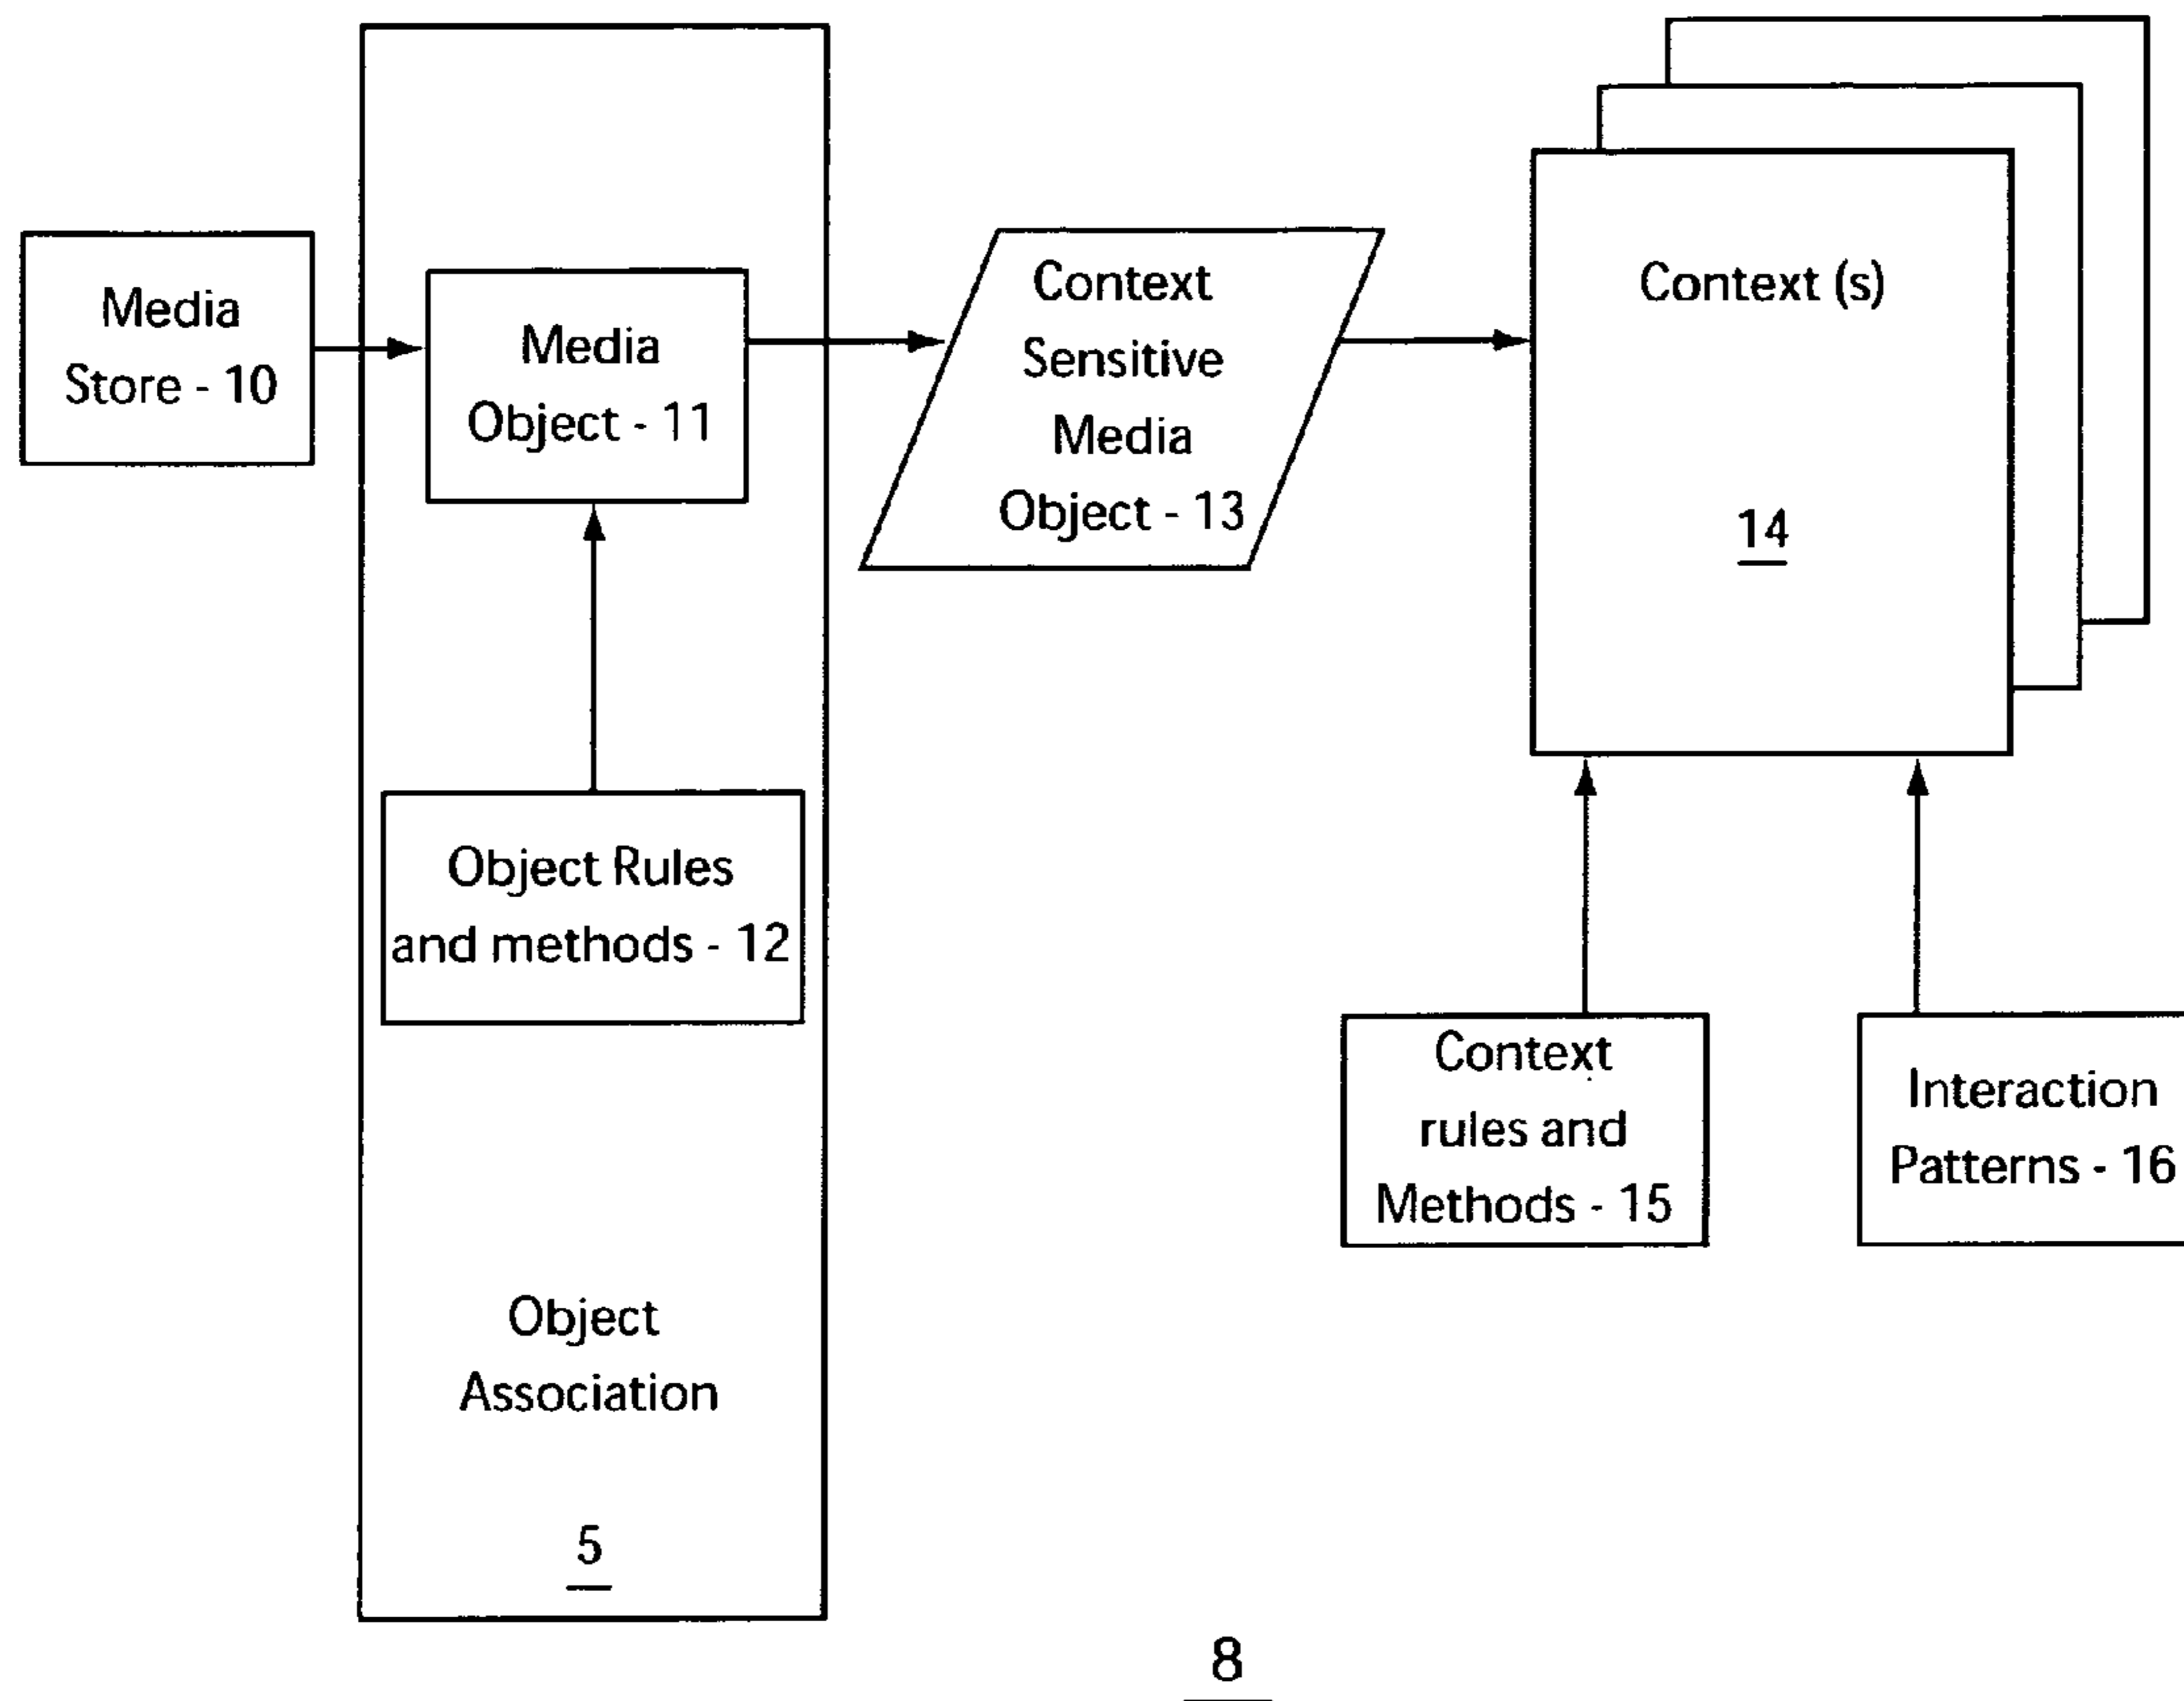 Media
Store - 10
Media
Object - 11
Object Rules
and methods - 12
Object
Association
5
Context
Sensitive
Media
Object - 13
Context (s)
14
Context
rules and
Methods - 15
Interaction
Patterns - 16
8